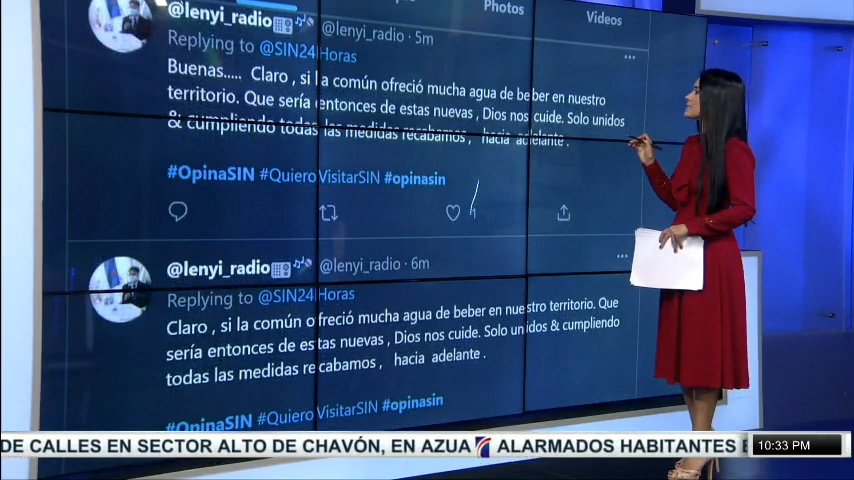 Photos
Videos
@lenyi_radio
@lenyi_radio · 5m
Replying to @SIN24Horas
Buenas..... Claro , si la común ofreció mucha agua de beber en nuestro
territorio. Que sería entonces de estas nuevas , Dios nos cuide. Solo unidos
& cumpliendo todas las medidas recabamos , hacia adelante .
#OpinaSIN #QuieroVisitarSIN #opinasin
@lenyi_radio
@lenyi_radio · 6m
Replying to @SIN24Horas
Claro , si la común ofreció mucha agua de beber en nuestro territorio. Que
sería entonces de estas nuevas , Dios nos cuide. Solo unidos & cumpliendo
todas las medidas recabamos , hacia adelante .
#OpinaSIN #QuieroVisitarSIN #opinasin
DE CALLES EN SECTOR ALTO DE CHAVÓN, EN AZUA ALARMADOS HABITANTES
10:33 PM